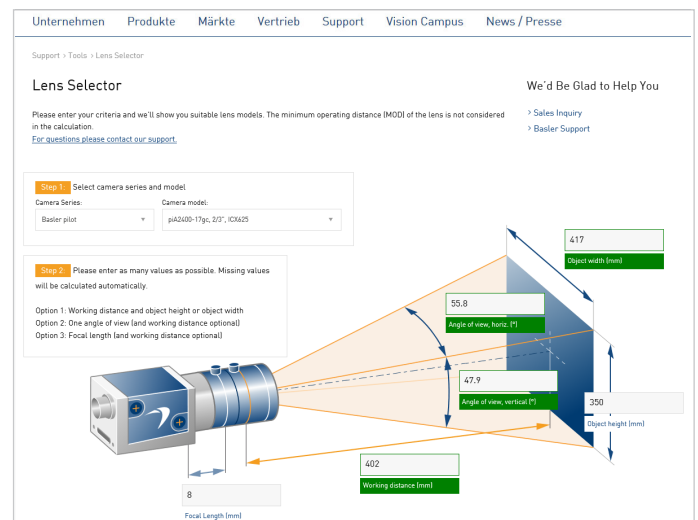 Unternehmen Produkte Märkte Vertrieb Support Vision Campus News / Presse
Support › Tools › Lens Selector
Lens Selector
We'd Be Glad to Help You
Please enter your criteria and we'll show you suitable lens models. The minimum operating distance (MOD) of the lens is not considered
in the calculation.
For questions please contact our support.
› Sales Inquiry
› Basler Support
Step 1: Select camera series and model
Camera Series: Camera model:
Basler pilot piA2400-17gc, 2/3", ICX625
Step 2: Please enter as many values as possible. Missing values
will be calculated automatically.
Option 1: Working distance and object height or object width
Option 2: One angle of view (and working distance optional)
Option 3: Focal length (and working distance optional)
417
Object width (mm)
55.8
Angle of view, horiz. (°)
47.9
Angle of view, vertical (°)
350
Object height (mm)
402
Working distance (mm)
8
Focal Length (mm)